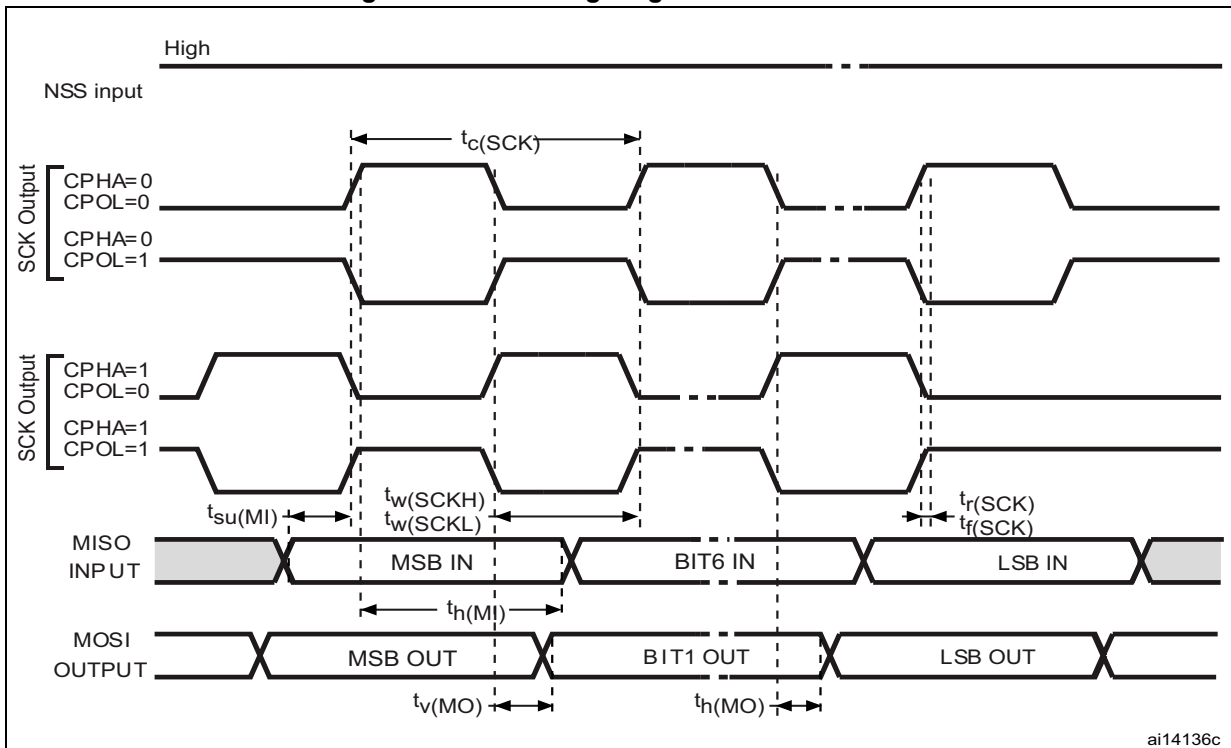 High
NSS input
tc(SCK)
SCK Output
CPHA=0
CPOL=0
CPHA=0
CPOL=1
SCK Output
CPHA=1
CPOL=0
CPHA=1
CPOL=1
tsu(MI)
tw(SCKH)
tw(SCKL)
tr(SCK)
tf(SCK)
MISO
INPUT
MSB IN
BIT6 IN
LSB IN
th(MI)
MOSI
OUTPUT
MSB OUT
BIT1 OUT
LSB OUT
tv(MO)
th(MO)
ai14136c